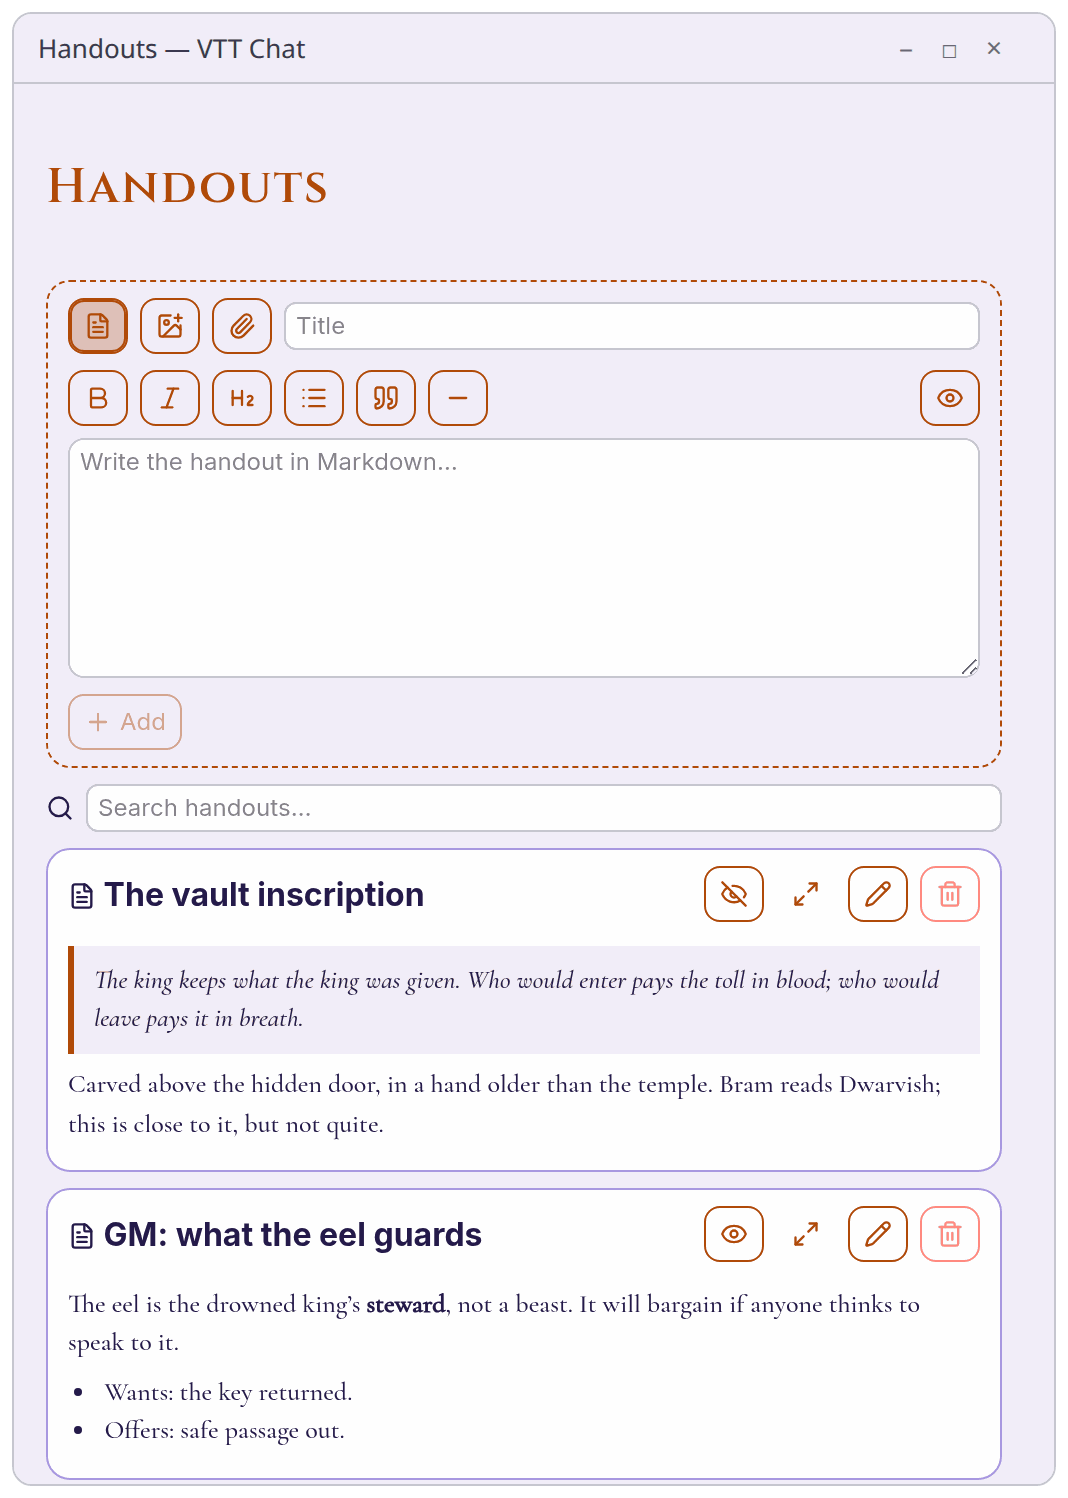 Handouts — VTT Chat
Handouts
Title
B I H2
Write the handout in Markdown...
Add
Search handouts...
The vault inscription
The king keeps what the king was given. Who would enter pays the toll in blood; who would
leave pays it in breath.
Carved above the hidden door, in a hand older than the temple. Bram reads Dwarvish;
this is close to it, but not quite.
GM: what the eel guards
The eel is the drowned king’s steward, not a beast. It will bargain if anyone thinks to
speak to it.
• Wants: the key returned.
• Offers: safe passage out.